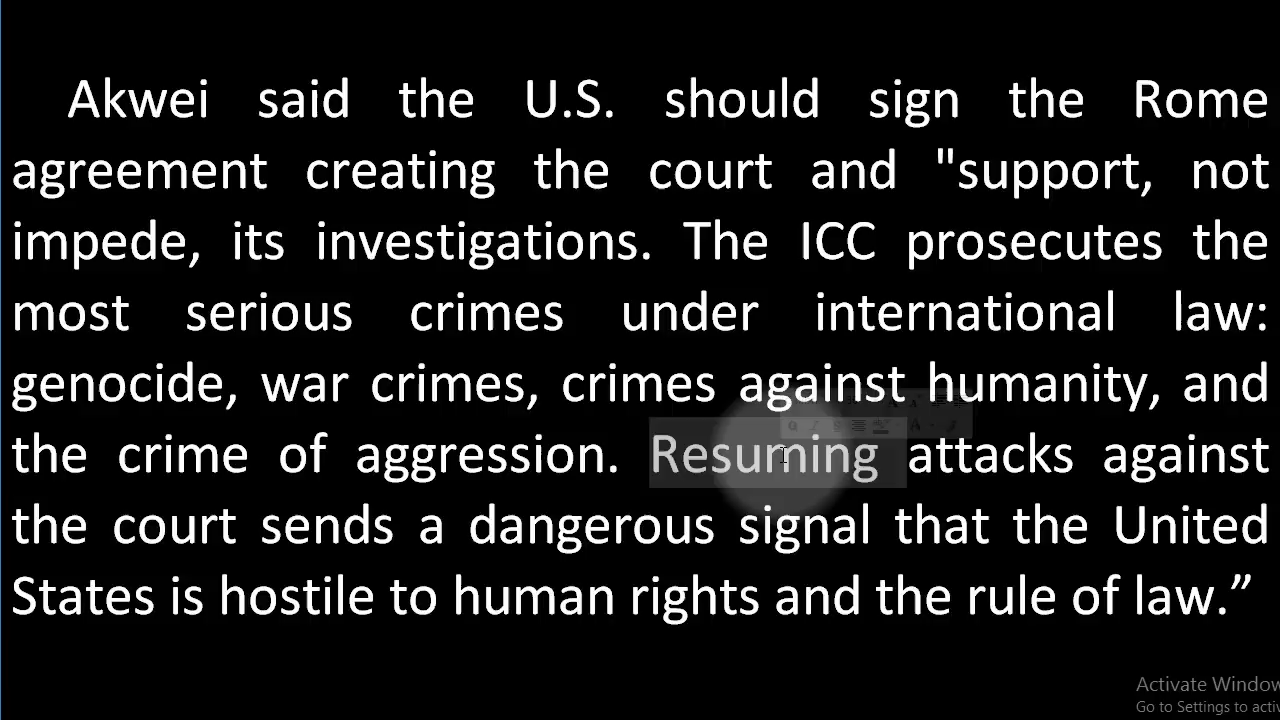 Akwei said the U.S. should sign the Rome
agreement creating the court and "support, not
impede, its investigations. The ICC prosecutes the
most serious crimes under international law:
genocide, war crimes, crimes against humanity, and
the crime of aggression. Resuming attacks against
the court sends a dangerous signal that the United
States is hostile to human rights and the rule of law.”
Activate Window
Go to Settings to acti